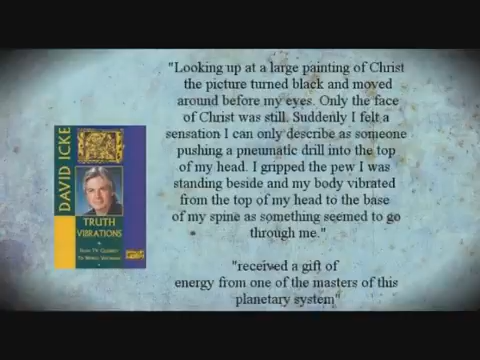 "Looking up at a large painting of Christ
the picture turned black and moved
around before my eyes. Only the face
of Christ was still. Suddenly I felt a
sensation I can only describe as someone
pushing a pneumatic drill into the top
of my head. I gripped the pew I was
standing beside and my body vibrated
from the top of my head to the base
of my spine as something seemed to go
through me."
"received a gift of
energy from one of the masters of this
planetary system"
DAVID ICKE
TRUTH
VIBRATIONS